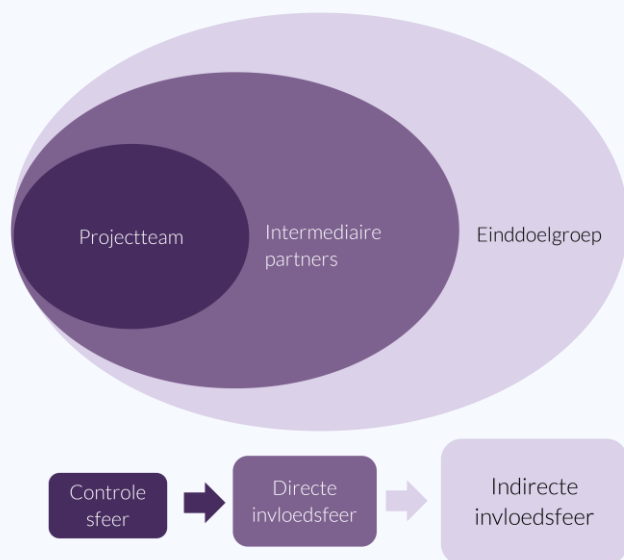 Projectteam
Intermediaire
partners
Einddoelgroep
Controle
sfeer
Directe
invloedsfeer
Indirecte
invloedsfeer